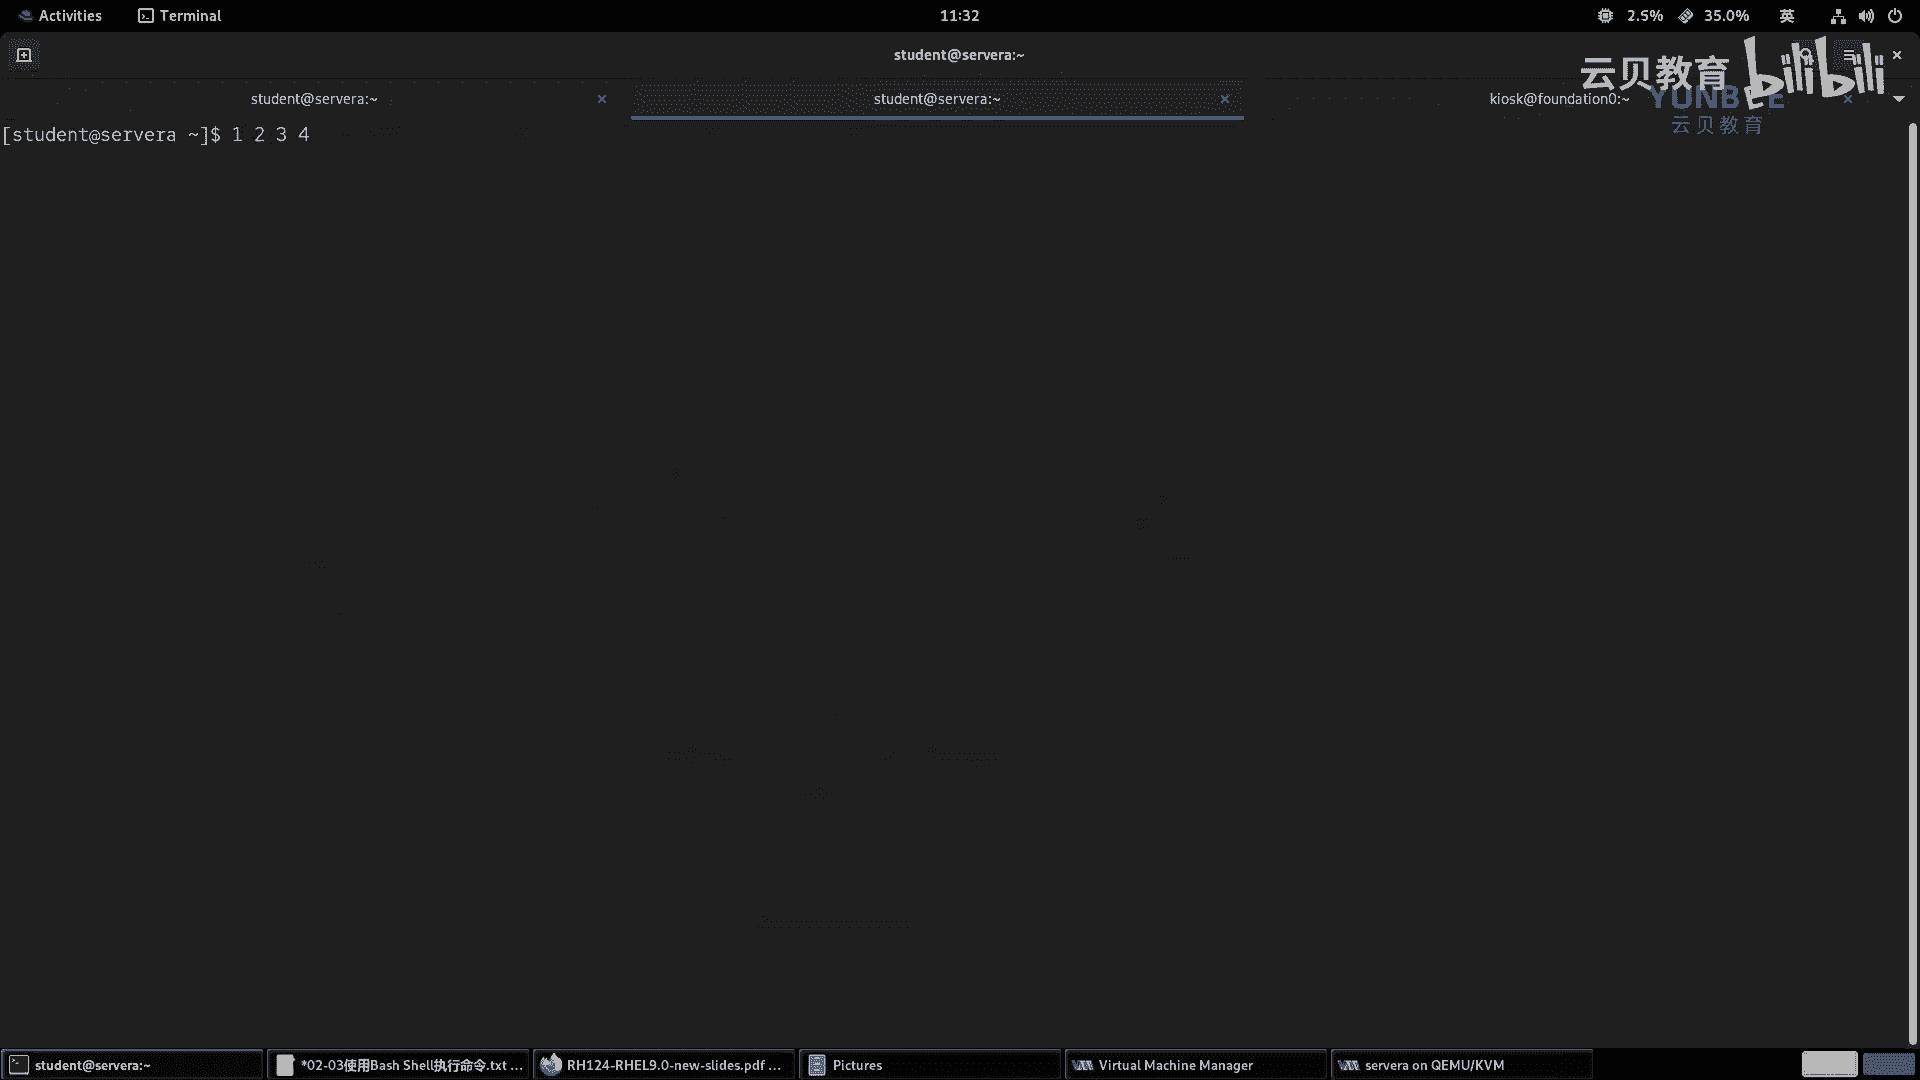 Activities
Terminal
11:32
2.5%
35.0%
英
student@servera:~
云贝教育
bilibili
student@servera:~
student@servera:~
kiosk@foundation0:~
云贝教育
[student@servera ~]$ 1 2 3 4
student@servera:~
*02-03使用Bash Shell执行命令.txt ...
RH124-RHEL9.0-new-slides.pdf ...
Pictures
Virtual Machine Manager
servera on QEMU/KVM